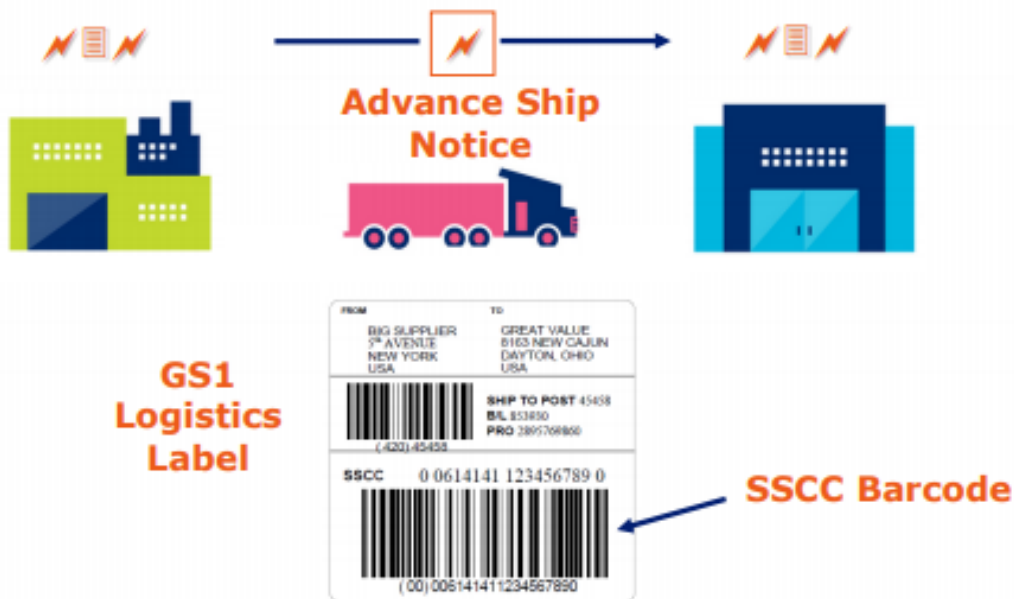 Advance Ship
Notice
FROM
TO
BIG SUPPLIER
5th AVENUE
NEW YORK
USA
GREAT VALUE
8163 NEW CAJUN
DAYTON, OHIO
USA
GS1
Logistics
Label
(420) 45458
SHIP TO POST 45458
B/L 853930
PRO 2895769860
SSCC 0 0614141 123456789 0
SSCC Barcode
(00)006141411234567890